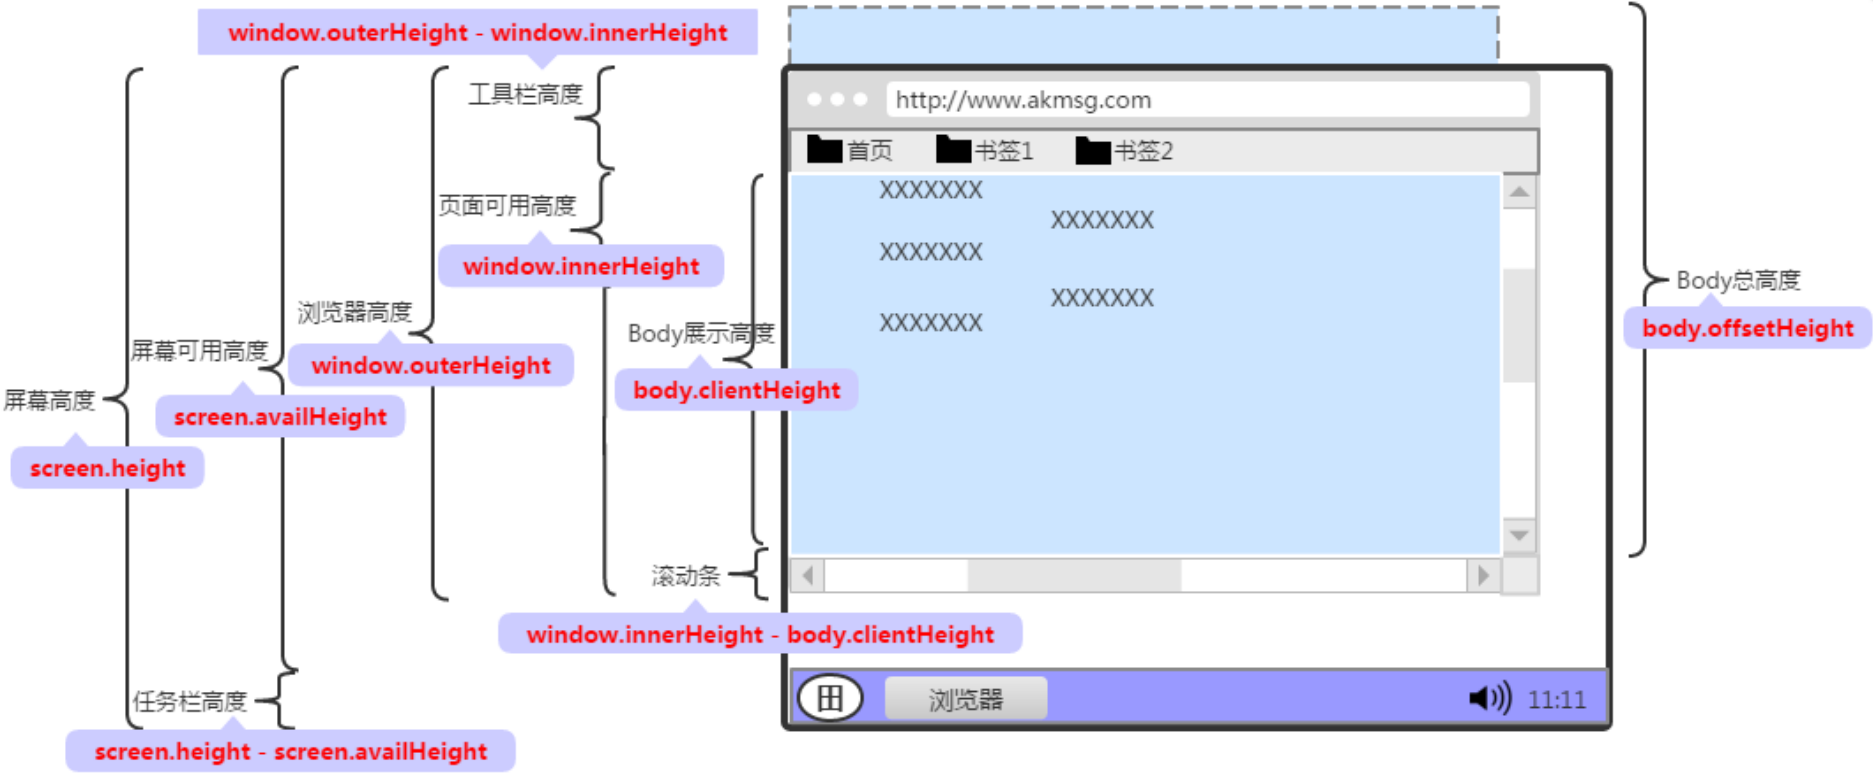 window.outerHeight - window.innerHeight
工具栏高度
http://www.akmsg.com
首页
书签1
书签2
XXXXXXX
XXXXXXX
XXXXXXX
XXXXXXX
XXXXXXX
页面可用高度
window.innerHeight
浏览器高度
window.outerHeight
Body展示高度
body.clientHeight
Body总高度
body.offsetHeight
屏幕可用高度
screen.availHeight
屏幕高度
screen.height
滚动条
window.innerHeight - body.clientHeight
任务栏高度
screen.height - screen.availHeight
田
浏览器
11:11